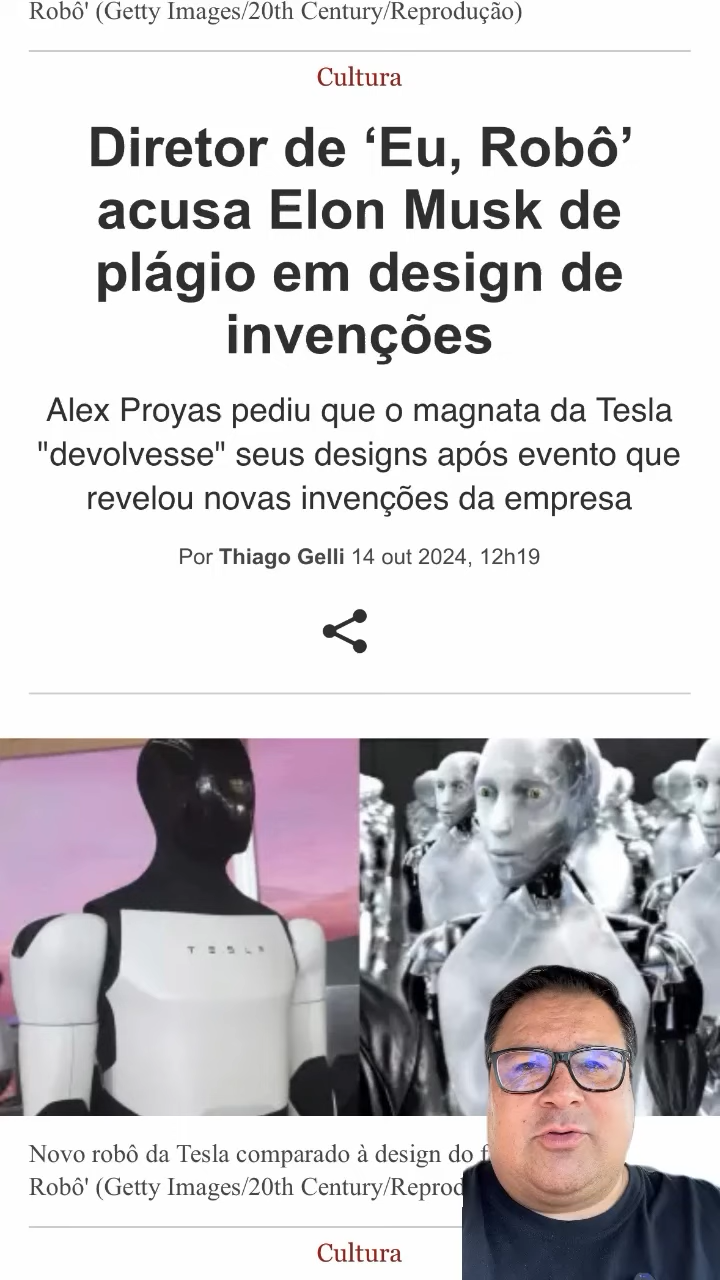 Robô' (Getty Images/20th Century/Reprodução)
Cultura
Diretor de ‘Eu, Robô’
acusa Elon Musk de
plágio em design de
invenções
Alex Proyas pediu que o magnata da Tesla
"devolvesse" seus designs após evento que
revelou novas invenções da empresa
Por Thiago Gelli 14 out 2024, 12h19
TESLA
Novo robô da Tesla comparado à design do
Robô' (Getty Images/20th Century/Reprod
Cultura